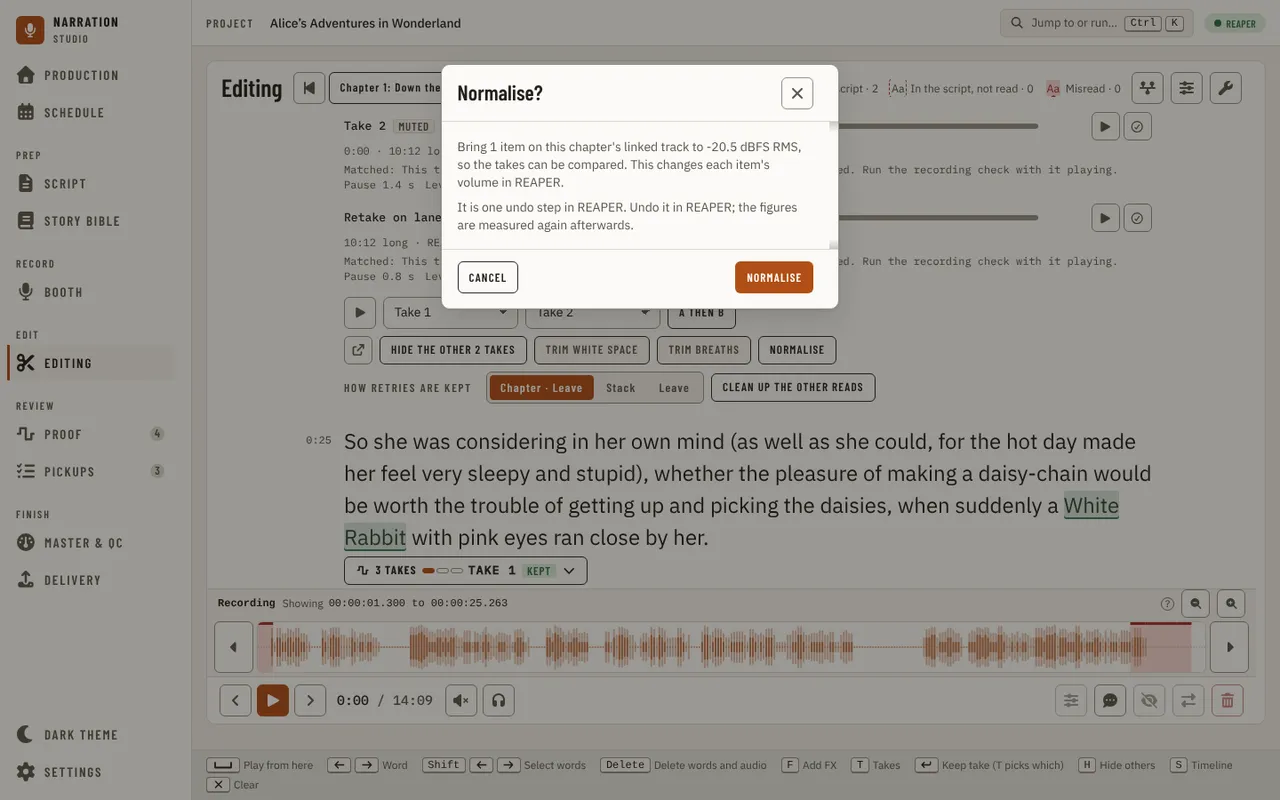 NARRATION
STUDIO
PRODUCTION
SCHEDULE
PREP
SCRIPT
STORY BIBLE
RECORD
BOOTH
EDIT
EDITING
REVIEW
PROOF 4
PICKUPS 3
FINISH
MASTER & QC
DELIVERY
DARK THEME
SETTINGS
PROJECT Alice's Adventures in Wonderland
Jump to or run... Ctrl K
REAPER
Editing
Chapter 1: Down the
cript · 2 Aa In the script, not read · 0 Aa Misread · 0
Take 2 MUTED
0:00 · 10:12 lo
Matched: This t ed. Run the recording check with it playing.
Pause 1.4 s Lev
Retake on lane
10:12 long · RE
Matched: This t ed. Run the recording check with it playing.
Pause 0.8 s Lev
Normalise?
Bring 1 item on this chapter's linked track to -20.5 dBFS RMS,
so the takes can be compared. This changes each item's
volume in REAPER.
It is one undo step in REAPER. Undo it in REAPER; the figures
are measured again afterwards.
CANCEL NORMALISE
Take 1 Take 2 A THEN B
HIDE THE OTHER 2 TAKES TRIM WHITE SPACE TRIM BREATHS NORMALISE
HOW RETRIES ARE KEPT Chapter · Leave Stack Leave CLEAN UP THE OTHER READS
0:25 So she was considering in her own mind (as well as she could, for the hot day made
her feel very sleepy and stupid), whether the pleasure of making a daisy-chain would
be worth the trouble of getting up and picking the daisies, when suddenly a White
Rabbit with pink eyes ran close by her.
3 TAKES TAKE 1 KEPT
Recording Showing 00:00:01.300 to 00:00:25.263
0:00 / 14:09
Play from here Word Shift Select words Delete Delete words and audio F Add FX T Takes Keep take (T picks which) H Hide others S Timeline
Clear